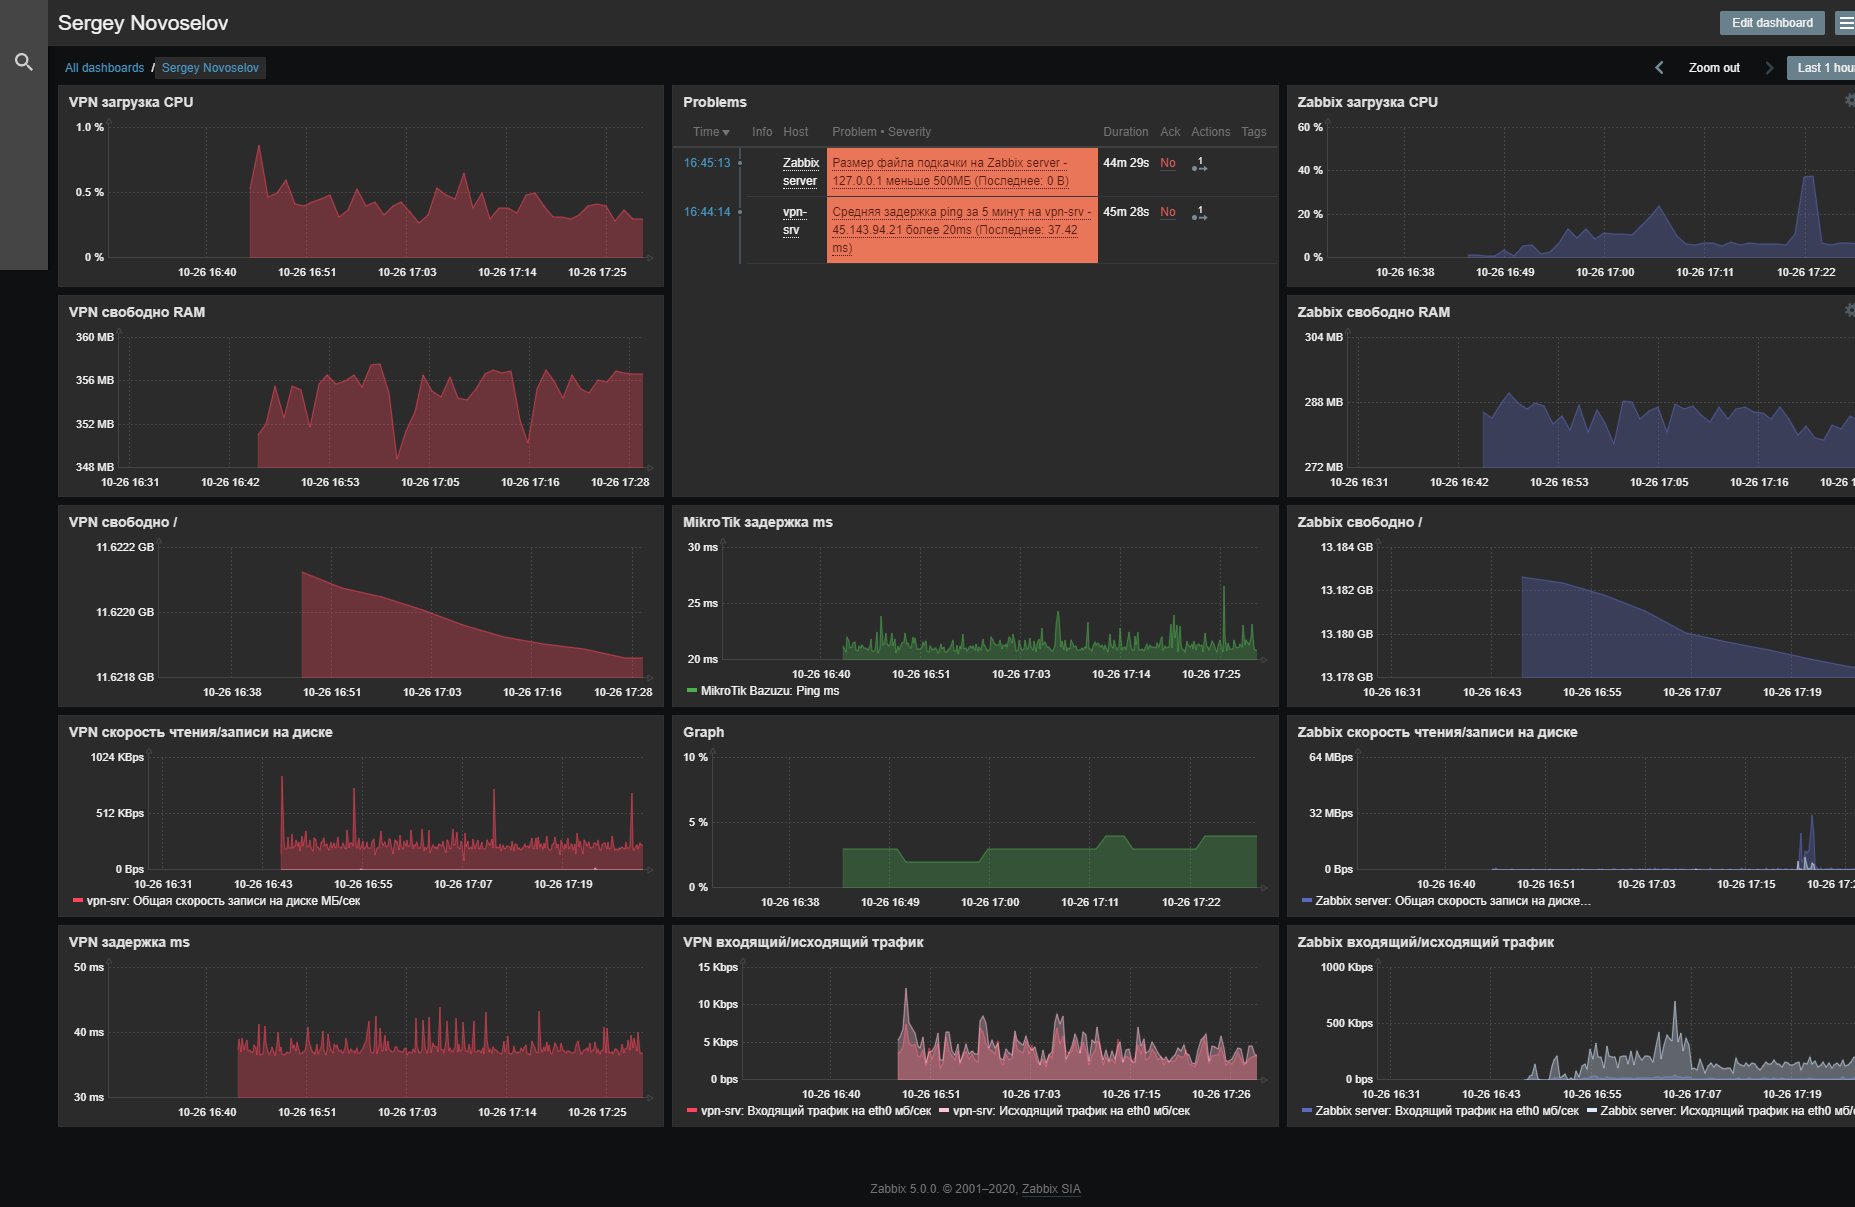 Sergey Novoselov
Edit dashboard
All dashboards / Sergey Novoselov
Zoom out
Last 1 hou
VPN загрузка CPU
1.0 %
0.5 %
0 %
10-26 16:40 10-26 16:51 10-26 17:03 10-26 17:14 10-26 17:25
Problems
Time Info Host Problem • Severity Duration Ack Actions Tags
16:45:13 Zabbix server Размер файла подкачки на Zabbix server - 44m 29s No 1
127.0.0.1 меньше 500МБ (Последнее: 0 B)
16:44:14 vpn-srv Средняя задержка ping за 5 минут на vpn-srv - 45m 28s No 1
45.143.94.21 более 20ms (Последнее: 37.42
ms)
Zabbix загрузка CPU
60 %
40 %
20 %
0 %
10-26 16:38 10-26 16:49 10-26 17:00 10-26 17:11 10-26 17:22
VPN свободно RAM
360 MB
356 MB
352 MB
348 MB
10-26 16:31 10-26 16:42 10-26 16:53 10-26 17:05 10-26 17:16 10-26 17:28
Zabbix свободно RAM
304 MB
288 MB
272 MB
10-26 16:31 10-26 16:42 10-26 16:53 10-26 17:05 10-26 17:16 10-26 1
VPN свободно /
11.6222 GB
11.6220 GB
11.6218 GB
10-26 16:38 10-26 16:51 10-26 17:03 10-26 17:16 10-26 17:28
MikroTik задержка ms
30 ms
25 ms
20 ms
10-26 16:40 10-26 16:51 10-26 17:03 10-26 17:14 10-26 17:25
MikroTik Bazuzu: Ping ms
Zabbix свободно /
13.184 GB
13.182 GB
13.180 GB
13.178 GB
10-26 16:31 10-26 16:43 10-26 16:55 10-26 17:07 10-26 17:19
VPN скорость чтения/записи на диске
1024 KBps
512 KBps
0 Bps
10-26 16:31 10-26 16:43 10-26 16:55 10-26 17:07 10-26 17:19
vpn-srv: Общая скорость записи на диске МБ/сек
Graph
10 %
5 %
0 %
10-26 16:38 10-26 16:49 10-26 17:00 10-26 17:11 10-26 17:22
Zabbix скорость чтения/записи на диске
64 MBps
32 MBps
0 Bps
10-26 16:40 10-26 16:51 10-26 17:03 10-26 17:15 10-26 17:2
Zabbix server: Общая скорость записи на диске...
VPN задержка ms
50 ms
40 ms
30 ms
10-26 16:40 10-26 16:51 10-26 17:03 10-26 17:14 10-26 17:25
VPN входящий/исходящий трафик
15 Kbps
10 Kbps
5 Kbps
0 bps
10-26 16:40 10-26 16:51 10-26 17:03 10-26 17:15 10-26 17:26
vpn-srv: Входящий трафик на eth0 мб/сек vpn-srv: Исходящий трафик на eth0 мб/сек
Zabbix входящий/исходящий трафик
1000 Kbps
500 Kbps
0 bps
10-26 16:31 10-26 16:43 10-26 16:55 10-26 17:07 10-26 17:19
Zabbix server: Входящий трафик на eth0 мб/сек Zabbix server: Исходящий трафик на eth0 мб/
Zabbix 5.0.0. © 2001–2020, Zabbix SIA